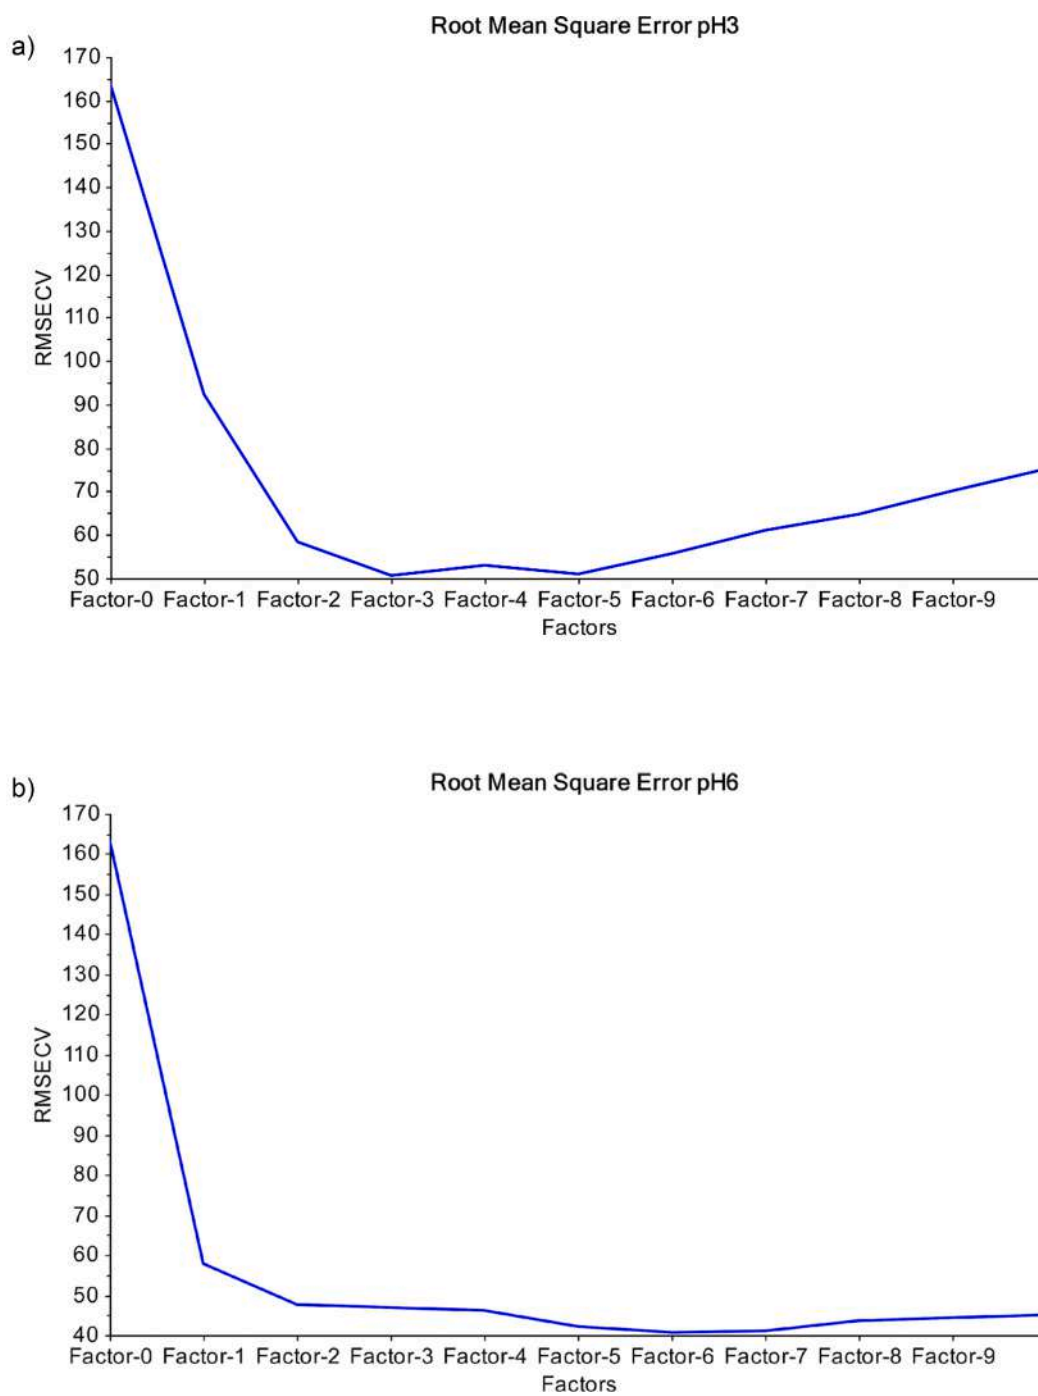 a)
Root Mean Square Error pH3
170
160
150
140
130
120
110
100
90
80
70
60
50
RMSECV
Factor-0 Factor-1 Factor-2 Factor-3 Factor-4 Factor-5 Factor-6 Factor-7 Factor-8 Factor-9
Factors
b)
Root Mean Square Error pH6
170
160
150
140
130
120
110
100
90
80
70
60
50
40
RMSECV
Factor-0 Factor-1 Factor-2 Factor-3 Factor-4 Factor-5 Factor-6 Factor-7 Factor-8 Factor-9
Factors